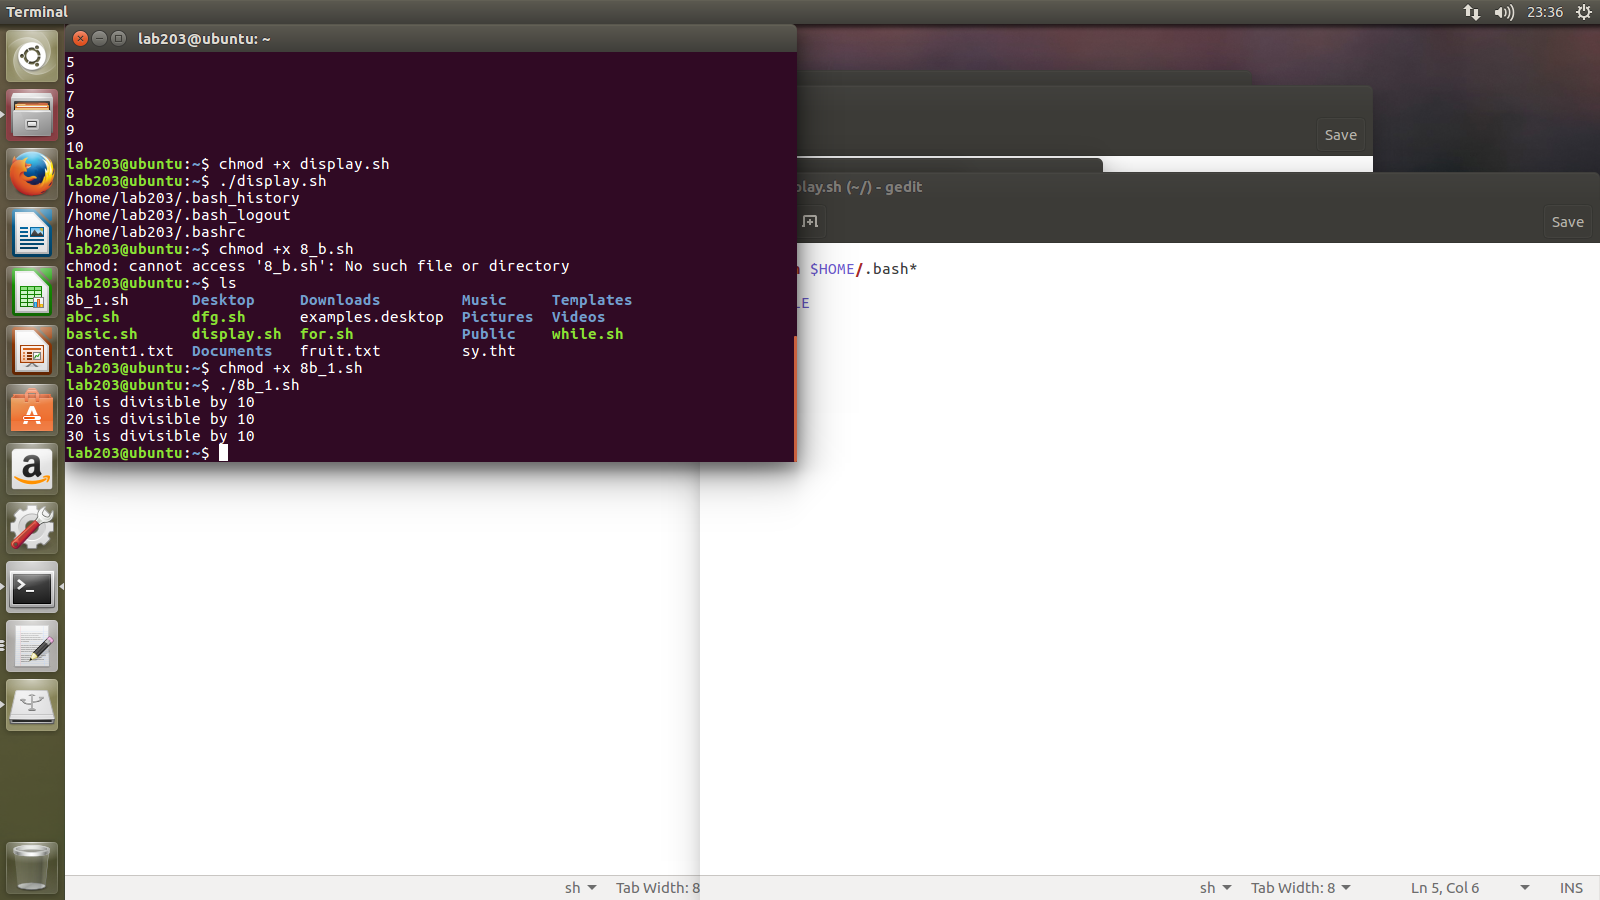 Terminal
23:36
lab203@ubuntu: ~
5
6
7
8
9
10
lab203@ubuntu:~$ chmod +x display.sh
lab203@ubuntu:~$ ./display.sh
/home/lab203/.bash_history
/home/lab203/.bash_logout
/home/lab203/.bashrc
lab203@ubuntu:~$ chmod +x 8_b.sh
chmod: cannot access '8_b.sh': No such file or directory
lab203@ubuntu:~$ ls
8b_1.sh Desktop Downloads Music Templates
abc.sh dfg.sh examples.desktop Pictures Videos
basic.sh display.sh for.sh Public while.sh
content1.txt Documents fruit.txt sy.tht
lab203@ubuntu:~$ chmod +x 8b_1.sh
lab203@ubuntu:~$ ./8b_1.sh
10 is divisible by 10
20 is divisible by 10
30 is divisible by 10
lab203@ubuntu:~$
Save
play.sh (~/) - gedit
Save
$HOME/.bash*
LE
sh Tab Width: 8
sh Tab Width: 8 Ln 5, Col 6 INS